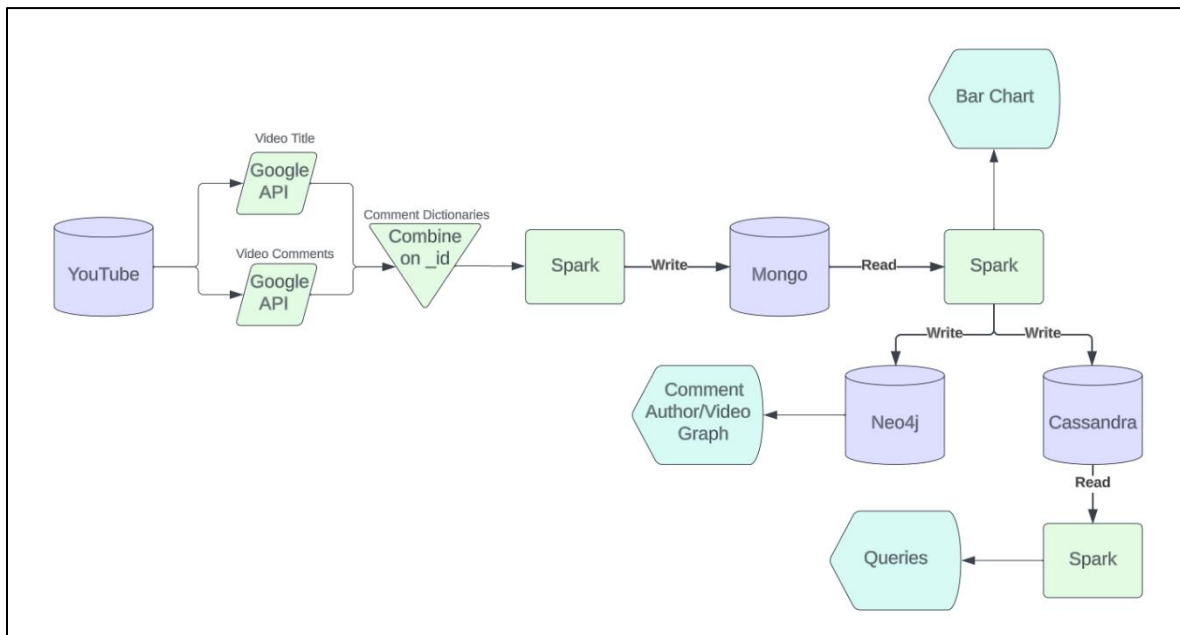 Bar Chart
Video Title
Google
API
Comment Dictionaries
Combine
on _id
YouTube
Video Comments
Google
API
Spark
Write
Mongo
Read
Spark
Write
Write
Comment
Author/Video
Graph
Neo4j
Cassandra
Read
Queries
Spark